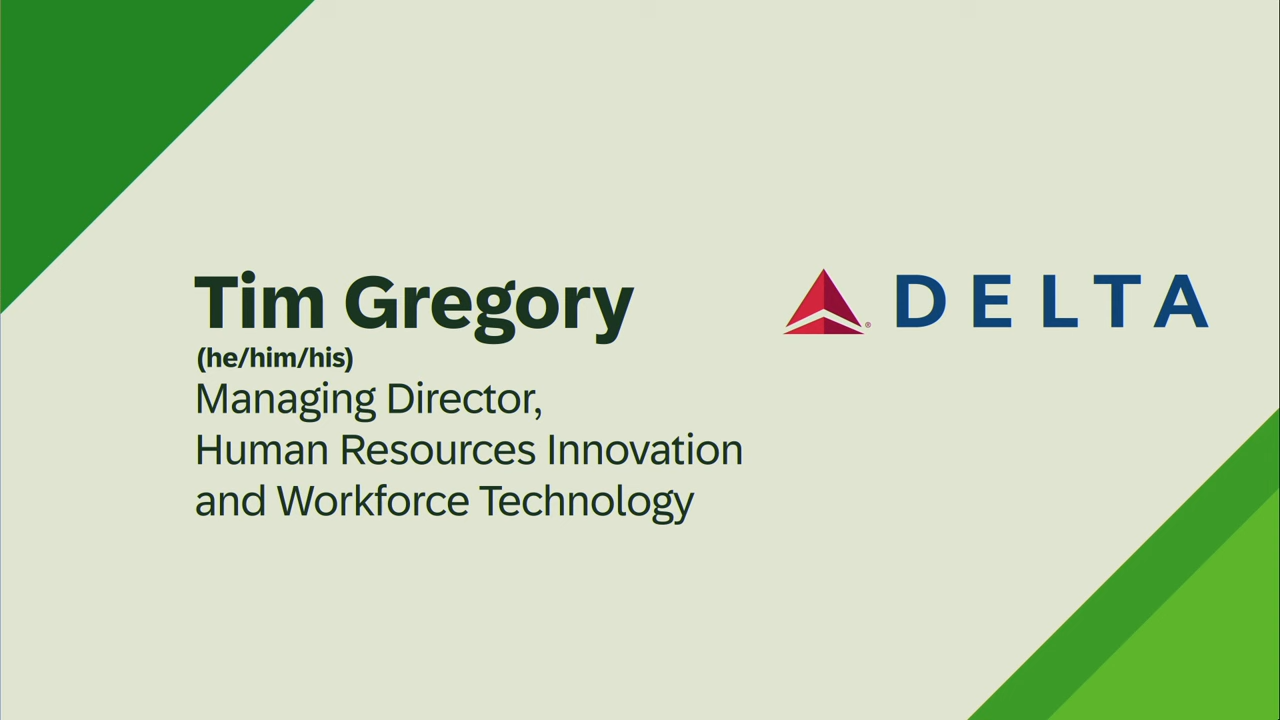 Tim Gregory
(he/him/his)
Managing Director,
Human Resources Innovation
and Workforce Technology
DELTA